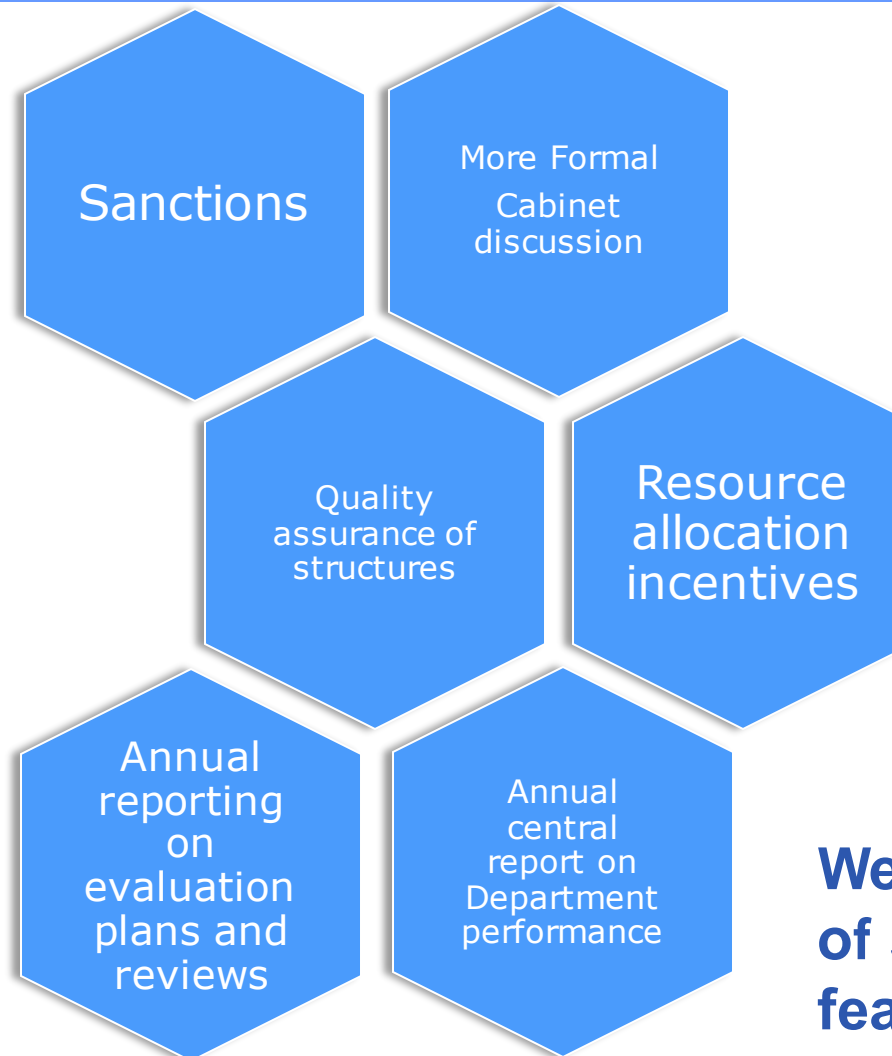 Sanctions
More Formal
Cabinet
discussion
Quality
assurance of
structures
Resource
allocation
incentives
Annual
reporting
on
evaluation
plans and
reviews
Annual
central
report on
Department
performance
We
of
fea